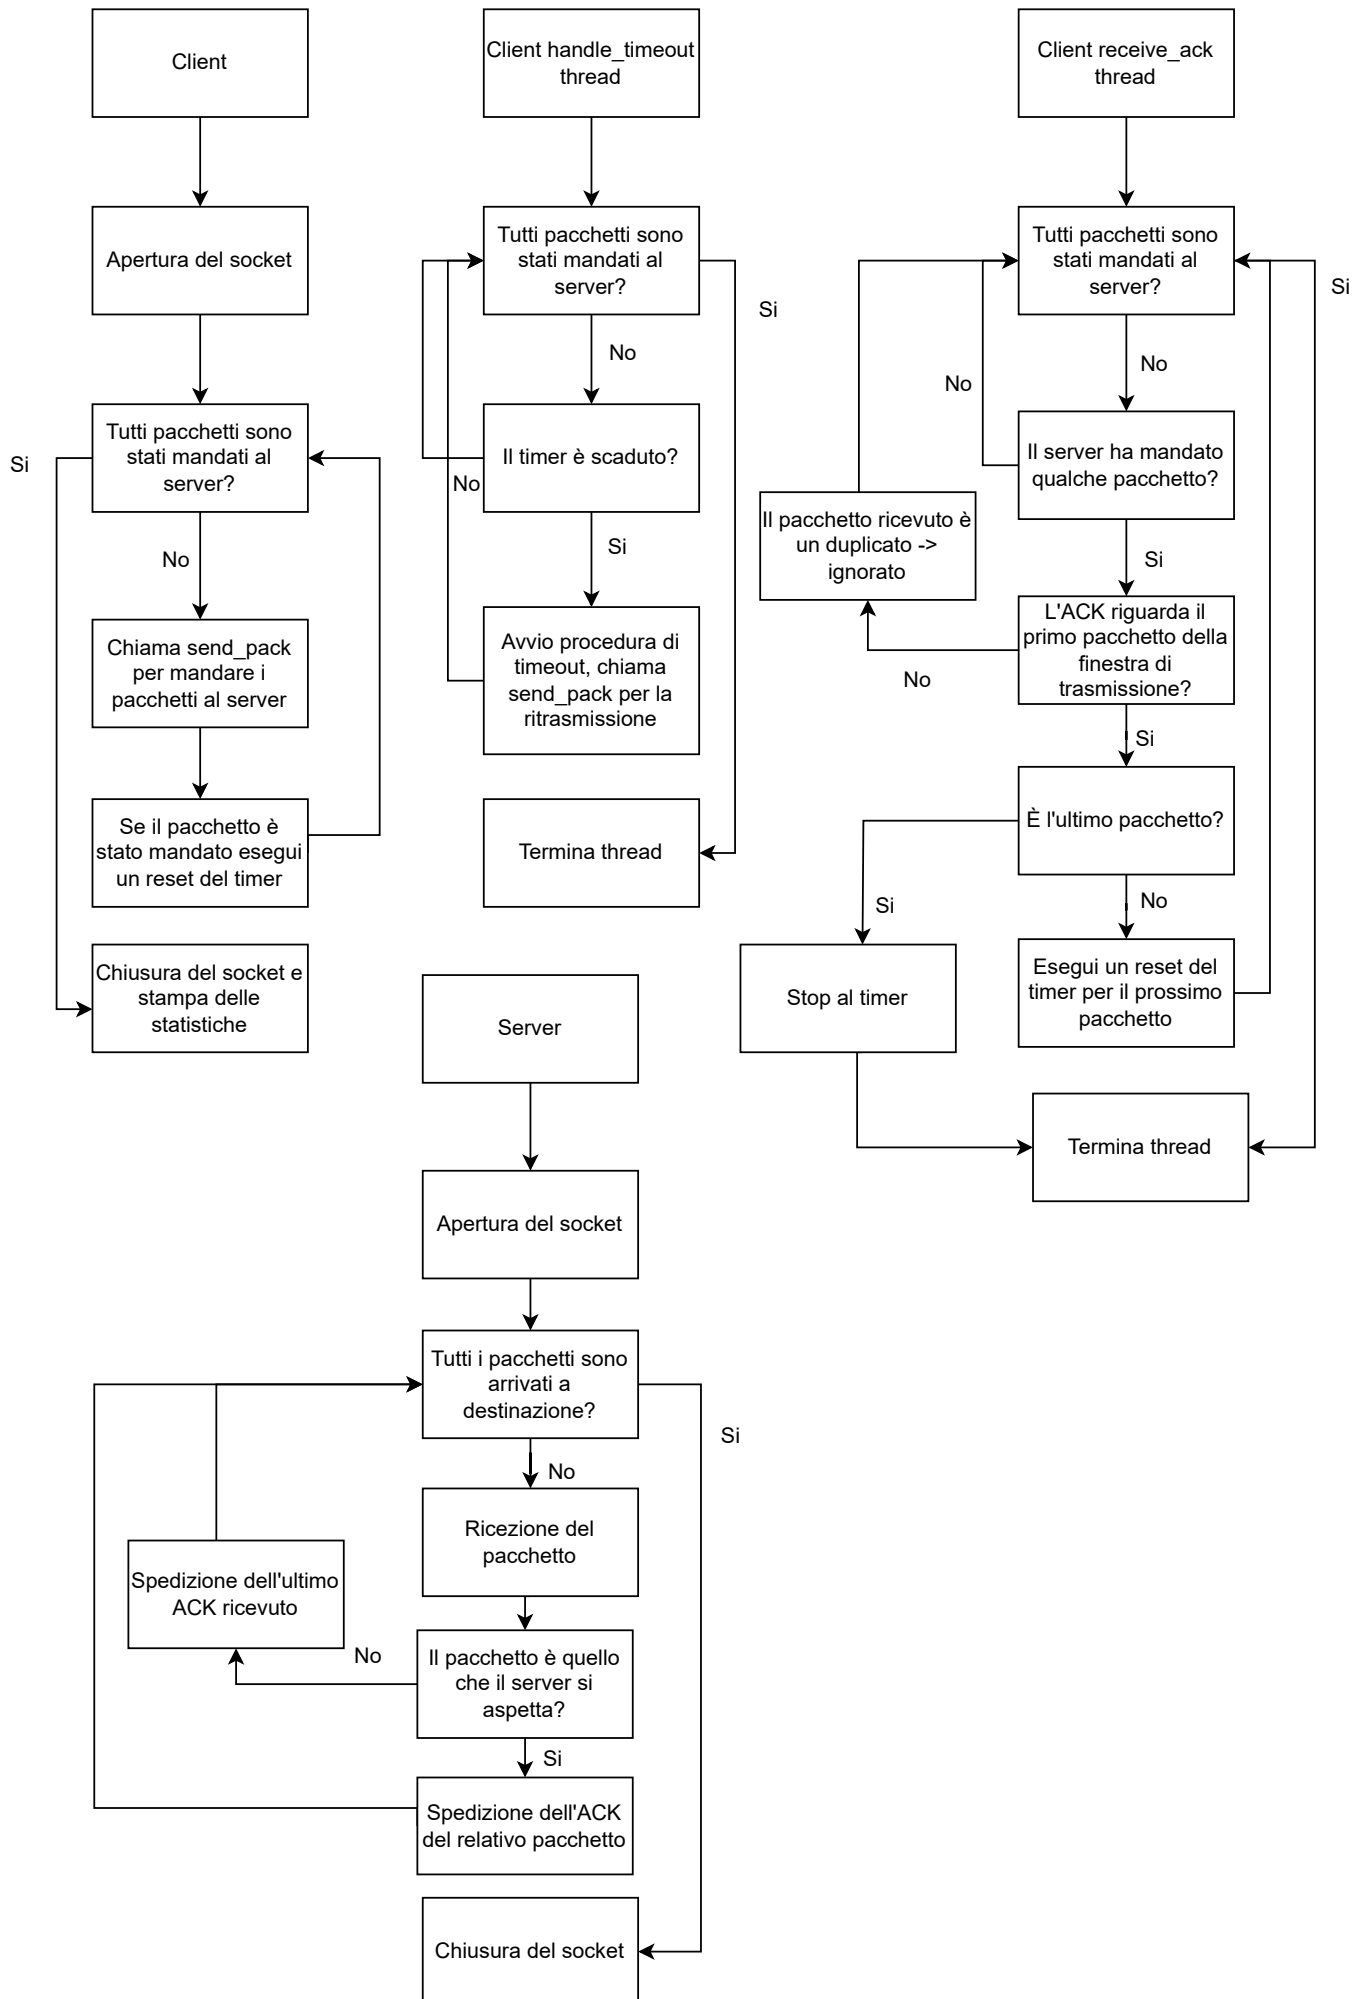 Client
Apertura del socket
Tutti pacchetti sono
stati mandati al
server?
Si
No
Chiama send_pack
per mandare i
pacchetti al server
Se il pacchetto è
stato mandato esegui
un reset del timer
Chiusura del socket e
stampa delle
statistiche
Client handle_timeout
thread
Tutti pacchetti sono
stati mandati al
server?
Si
No
Il timer è scaduto?
No
Si
Avvio procedura di
timeout, chiama
send_pack per la
ritrasmissione
Termina thread
Client receive_ack
thread
Tutti pacchetti sono
stati mandati al
server?
Si
No
No
Il server ha mandato
qualche pacchetto?
Il pacchetto ricevuto è
un duplicato ->
ignorato
Si
L'ACK riguarda il
primo pacchetto della
finestra di
trasmissione?
No
Si
È l'ultimo pacchetto?
Si
No
Stop al timer
Esegui un reset del
timer per il prossimo
pacchetto
Termina thread
Server
Apertura del socket
Tutti i pacchetti sono
arrivati a
destinazione?
Si
No
Ricezione del
pacchetto
Spedizione dell'ultimo
ACK ricevuto
No
Il pacchetto è quello
che il server si
aspetta?
Si
Spedizione dell'ACK
del relativo pacchetto
Chiusura del socket